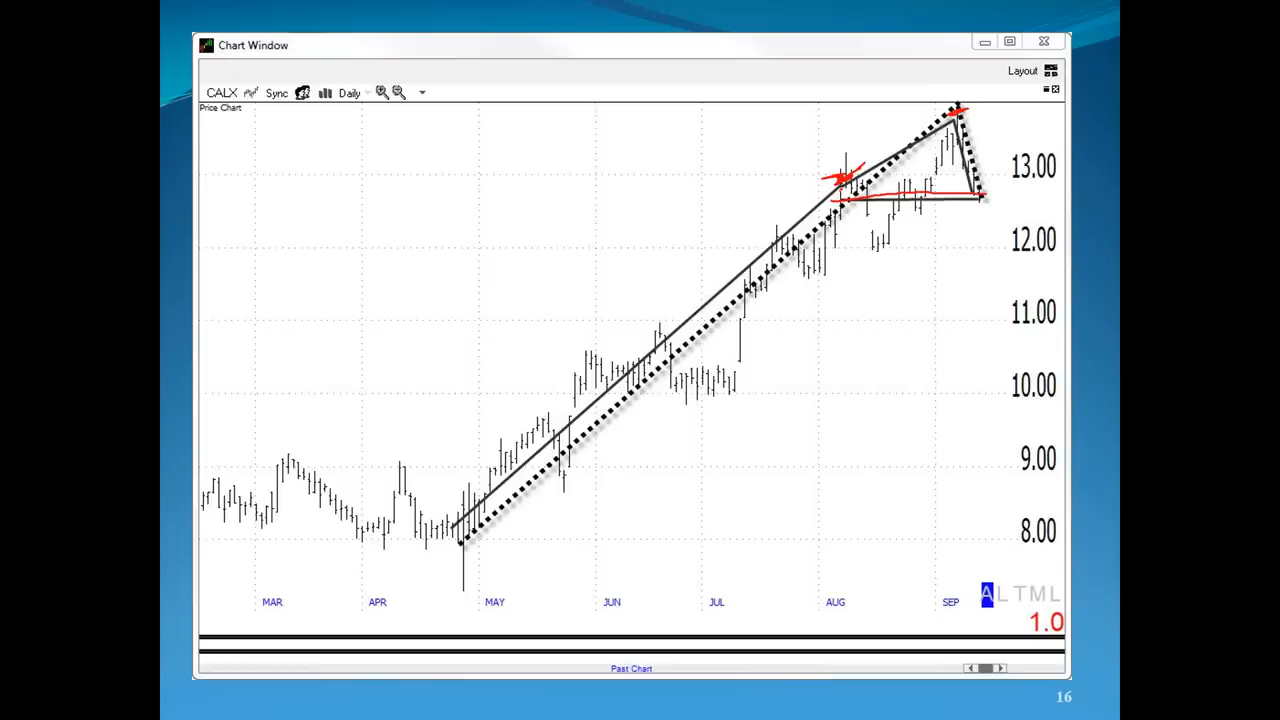 Chart Window
Layout
CALX Sync Daily
Price Chart
13.00
12.00
11.00
10.00
9.00
8.00
ALTML
MAR APR MAY JUN JUL AUG SEP
1.0
Past Chart
16